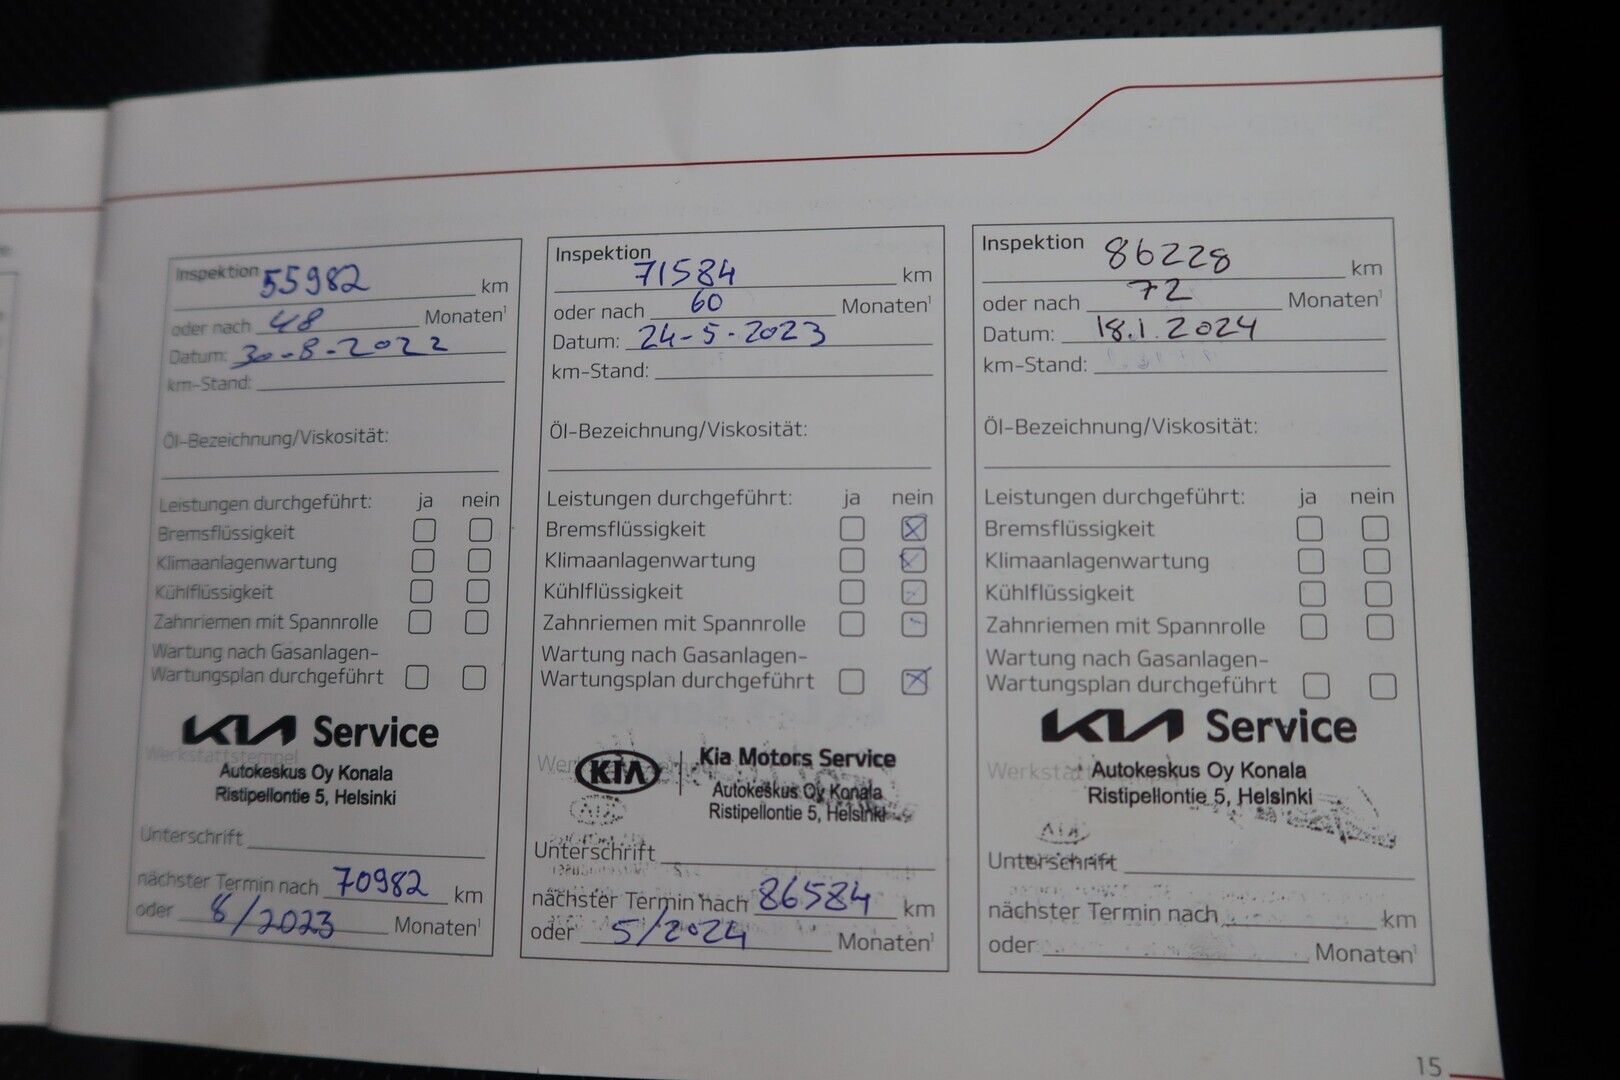 Inspektion 55982 km
oder nach 48 Monaten¹
Datum: 30-8-2022
km-Stand:
Öl-Bezeichnung/Viskosität:
Leistungen durchgeführt: ja nein
Bremsflüssigkeit
Klimaanlagenwartung
Kühlflüssigkeit
Zahnriemen mit Spannrolle
Wartung nach Gasanlagen-
Wartungsplan durchgeführt
KIA Service
Werkstattstempel
Autokeskus Oy Konala
Ristipellontie 5, Helsinki
Unterschrift
nächster Termin nach 70982 km
oder 8/2023 Monaten¹
Inspektion 71584 km
oder nach 60 Monaten¹
Datum: 24-5-2023
km-Stand:
Öl-Bezeichnung/Viskosität:
Leistungen durchgeführt: ja nein
Bremsflüssigkeit
Klimaanlagenwartung
Kühlflüssigkeit
Zahnriemen mit Spannrolle
Wartung nach Gasanlagen-
Wartungsplan durchgeführt
KIA Kia Motors Service
Autokeskus Oy Konala
Ristipellontie 5, Helsinki
Unterschrift
nächster Termin nach 86584 km
oder 5/2024 Monaten¹
Inspektion 86228 km
oder nach 72 Monaten¹
Datum: 18.1.2024
km-Stand:
Öl-Bezeichnung/Viskosität:
Leistungen durchgeführt: ja nein
Bremsflüssigkeit
Klimaanlagenwartung
Kühlflüssigkeit
Zahnriemen mit Spannrolle
Wartung nach Gasanlagen-
Wartungsplan durchgeführt
KIA Service
Autokeskus Oy Konala
Ristipellontie 5, Helsinki
Unterschrift
nächster Termin nach km
oder Monaten¹
15